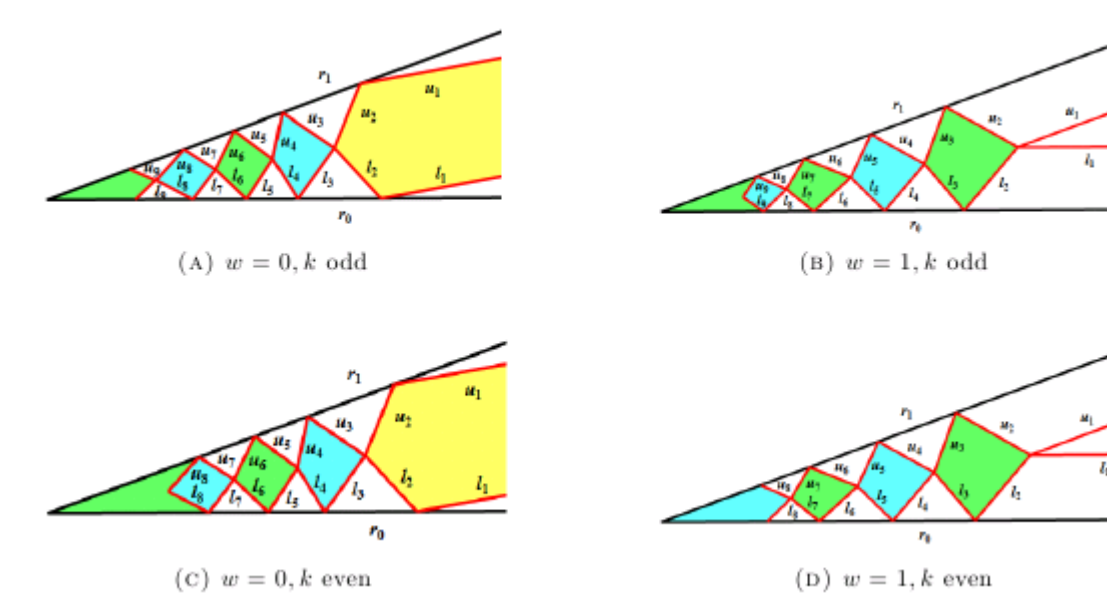 r₁ u₁ u₂ u₃ u₄ u₅ u₆ u₇ u₈ u₉
l₁ l₂ l₃ l₄ l₅ l₆ l₇ l₈ l₉
r₀
(A) w = 0, k odd
r₁ u₁ u₂ u₃ u₄ u₅ u₆ u₇ u₈ u₉
l₁ l₂ l₃ l₄ l₅ l₆ l₇ l₈ l₉
r₀
(B) w = 1, k odd
r₁ u₁ u₂ u₃ u₄ u₅ u₆ u₇ u₈
l₁ l₂ l₃ l₄ l₅ l₆ l₇ l₈
r₀
(C) w = 0, k even
r₁ u₁ u₂ u₃ u₄ u₅ u₆ u₇ u₈
l₁ l₂ l₃ l₄ l₅ l₆ l₇ l₈
r₀
(D) w = 1, k even